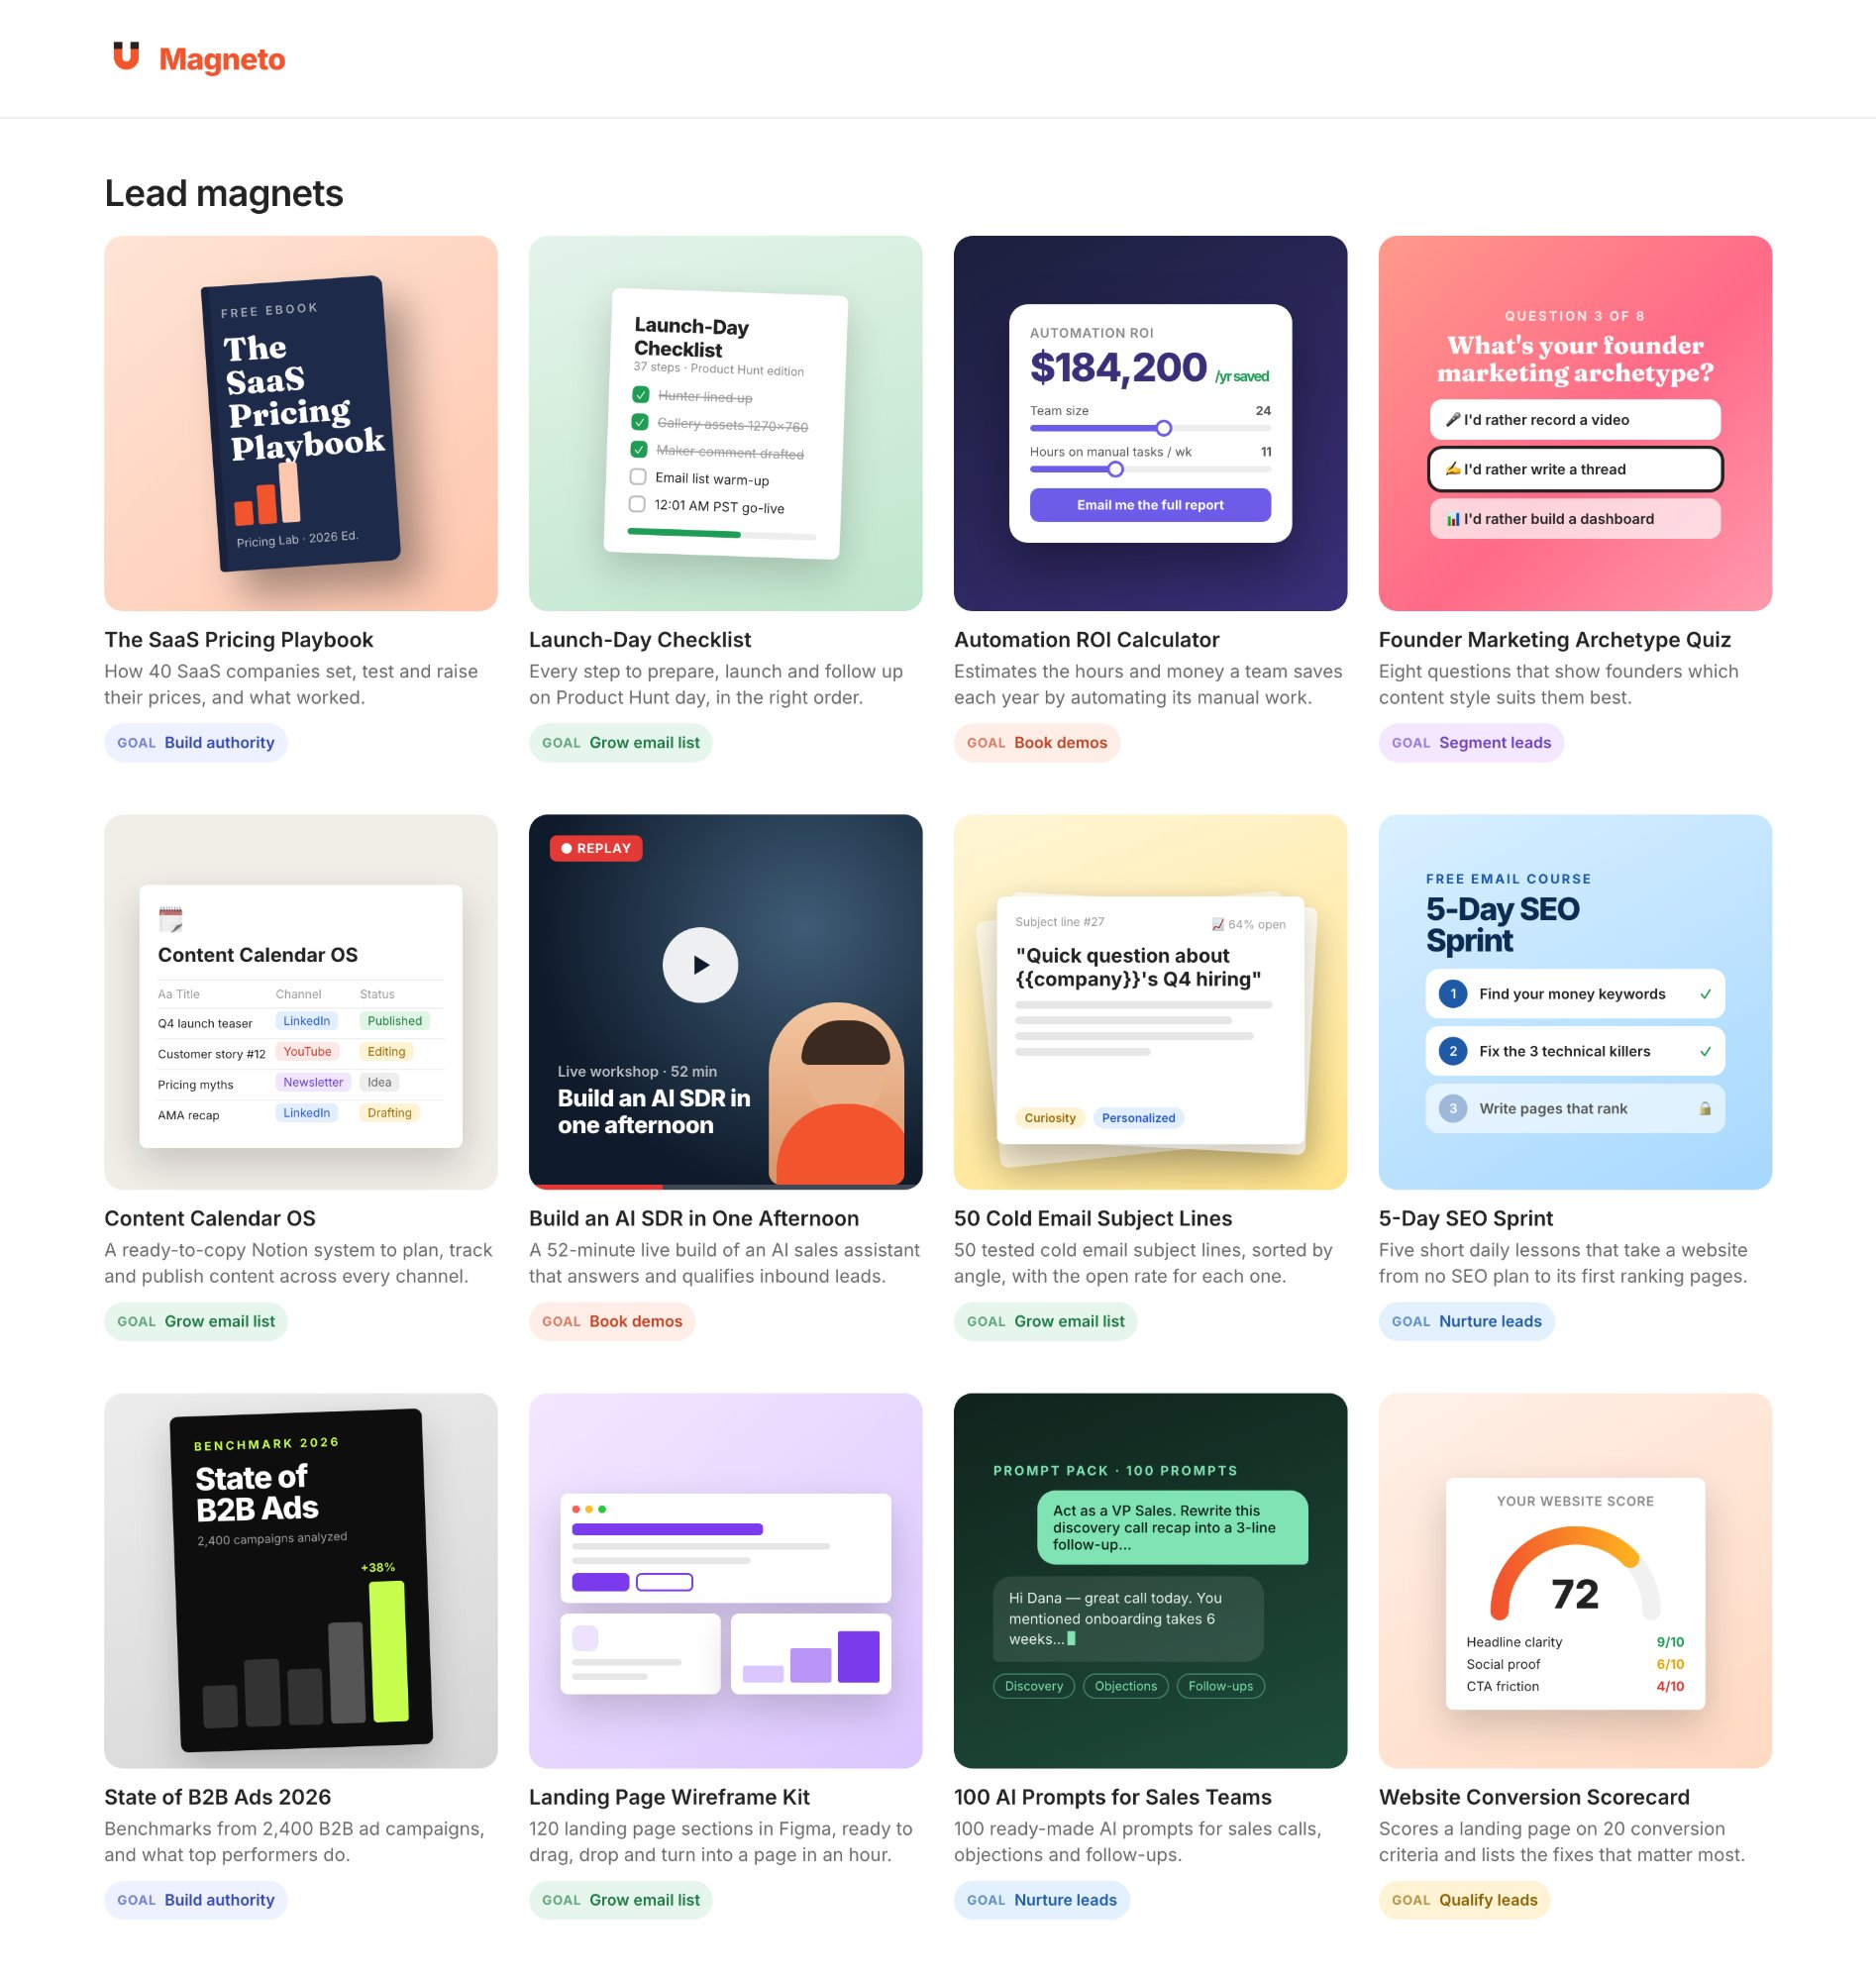 Magneto
Lead magnets
FREE EBOOK
The
SaaS
Pricing
Playbook
Pricing Lab · 2026 Ed.
The SaaS Pricing Playbook
How 40 SaaS companies set, test and raise
their prices, and what worked.
GOAL Build authority
Launch-Day
Checklist
37 steps · Product Hunt edition
Hunter lined up
Gallery assets 1270×760
Maker comment drafted
Email list warm-up
12:01 AM PST go-live
Launch-Day Checklist
Every step to prepare, launch and follow up
on Product Hunt day, in the right order.
GOAL Grow email list
AUTOMATION ROI
$184,200 /yr saved
Team size 24
Hours on manual tasks / wk 11
Email me the full report
Automation ROI Calculator
Estimates the hours and money a team saves
each year by automating its manual work.
GOAL Book demos
QUESTION 3 OF 8
What's your founder
marketing archetype?
🎤 I'd rather record a video
✍️ I'd rather write a thread
📊 I'd rather build a dashboard
Founder Marketing Archetype Quiz
Eight questions that show founders which
content style suits them best.
GOAL Segment leads
Content Calendar OS
Aa Title Channel Status
Q4 launch teaser LinkedIn Published
Customer story #12 YouTube Editing
Pricing myths Newsletter Idea
AMA recap LinkedIn Drafting
Content Calendar OS
A ready-to-copy Notion system to plan, track
and publish content across every channel.
GOAL Grow email list
REPLAY
Live workshop · 52 min
Build an AI SDR in
one afternoon
Build an AI SDR in One Afternoon
A 52-minute live build of an AI sales assistant
that answers and qualifies inbound leads.
GOAL Book demos
Subject line #27 📈 64% open
"Quick question about
{{company}}'s Q4 hiring"
Curiosity Personalized
50 Cold Email Subject Lines
50 tested cold email subject lines, sorted by
angle, with the open rate for each one.
GOAL Grow email list
FREE EMAIL COURSE
5-Day SEO
Sprint
1 Find your money keywords ✓
2 Fix the 3 technical killers ✓
3 Write pages that rank 🔒
5-Day SEO Sprint
Five short daily lessons that take a website
from no SEO plan to its first ranking pages.
GOAL Nurture leads
BENCHMARK 2026
State of
B2B Ads
2,400 campaigns analyzed
+38%
State of B2B Ads 2026
Benchmarks from 2,400 B2B ad campaigns,
and what top performers do.
GOAL Build authority
Landing Page Wireframe Kit
120 landing page sections in Figma, ready to
drag, drop and turn into a page in an hour.
GOAL Grow email list
PROMPT PACK · 100 PROMPTS
Act as a VP Sales. Rewrite this
discovery call recap into a 3-line
follow-up…
Hi Dana — great call today. You
mentioned onboarding takes 6
weeks…
Discovery Objections Follow-ups
100 AI Prompts for Sales Teams
100 ready-made AI prompts for sales calls,
objections and follow-ups.
GOAL Nurture leads
YOUR WEBSITE SCORE
72
Headline clarity 9/10
Social proof 6/10
CTA friction 4/10
Website Conversion Scorecard
Scores a landing page on 20 conversion
criteria and lists the fixes that matter most.
GOAL Qualify leads